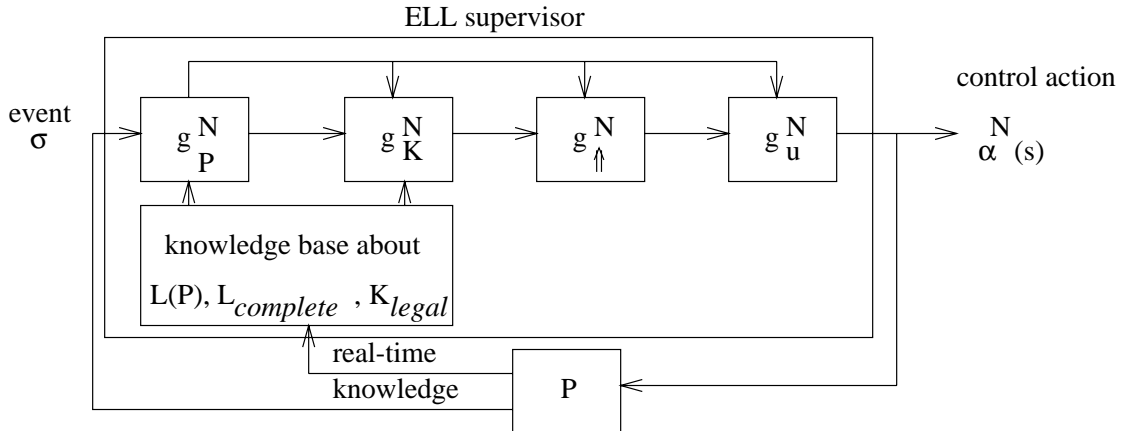 ELL supervisor
event
σ
g N P
g N K
g N ⇑
g N u
control action
α N (s)
knowledge base about
L(P), L complete , K legal
real-time
knowledge
P